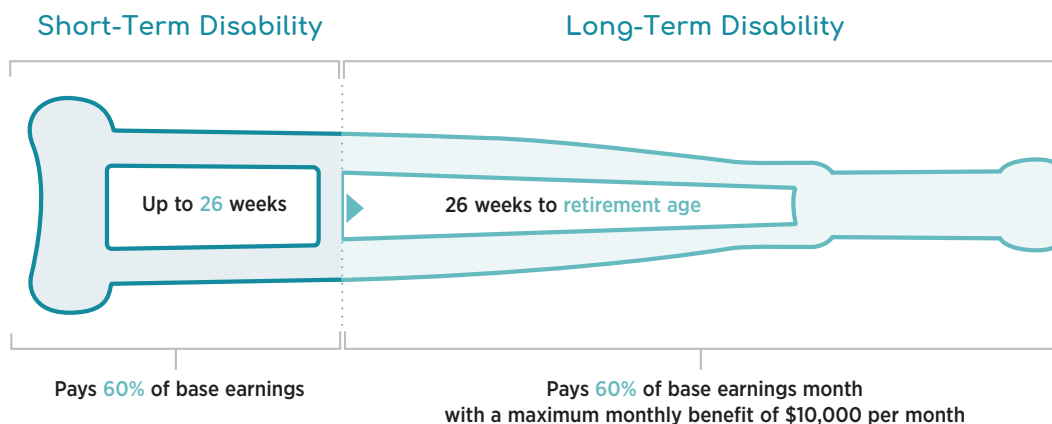 Short-Term Disability
Long-Term Disability
Up to 26 weeks
26 weeks to retirement age
Pays 60% of base earnings
Pays 60% of base earnings month
with a maximum monthly benefit of $10,000 per month